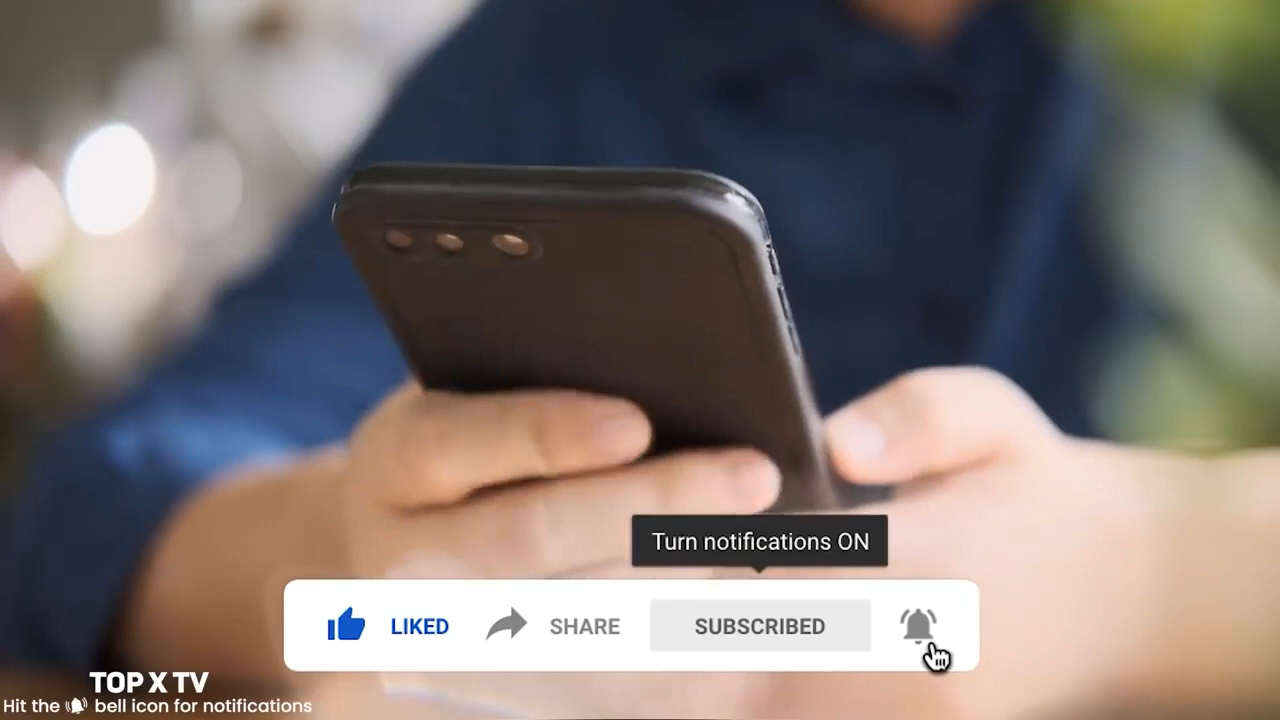 Turn notifications ON
LIKED
SHARE
SUBSCRIBED
TOP X TV
Hit the bell icon for notifications